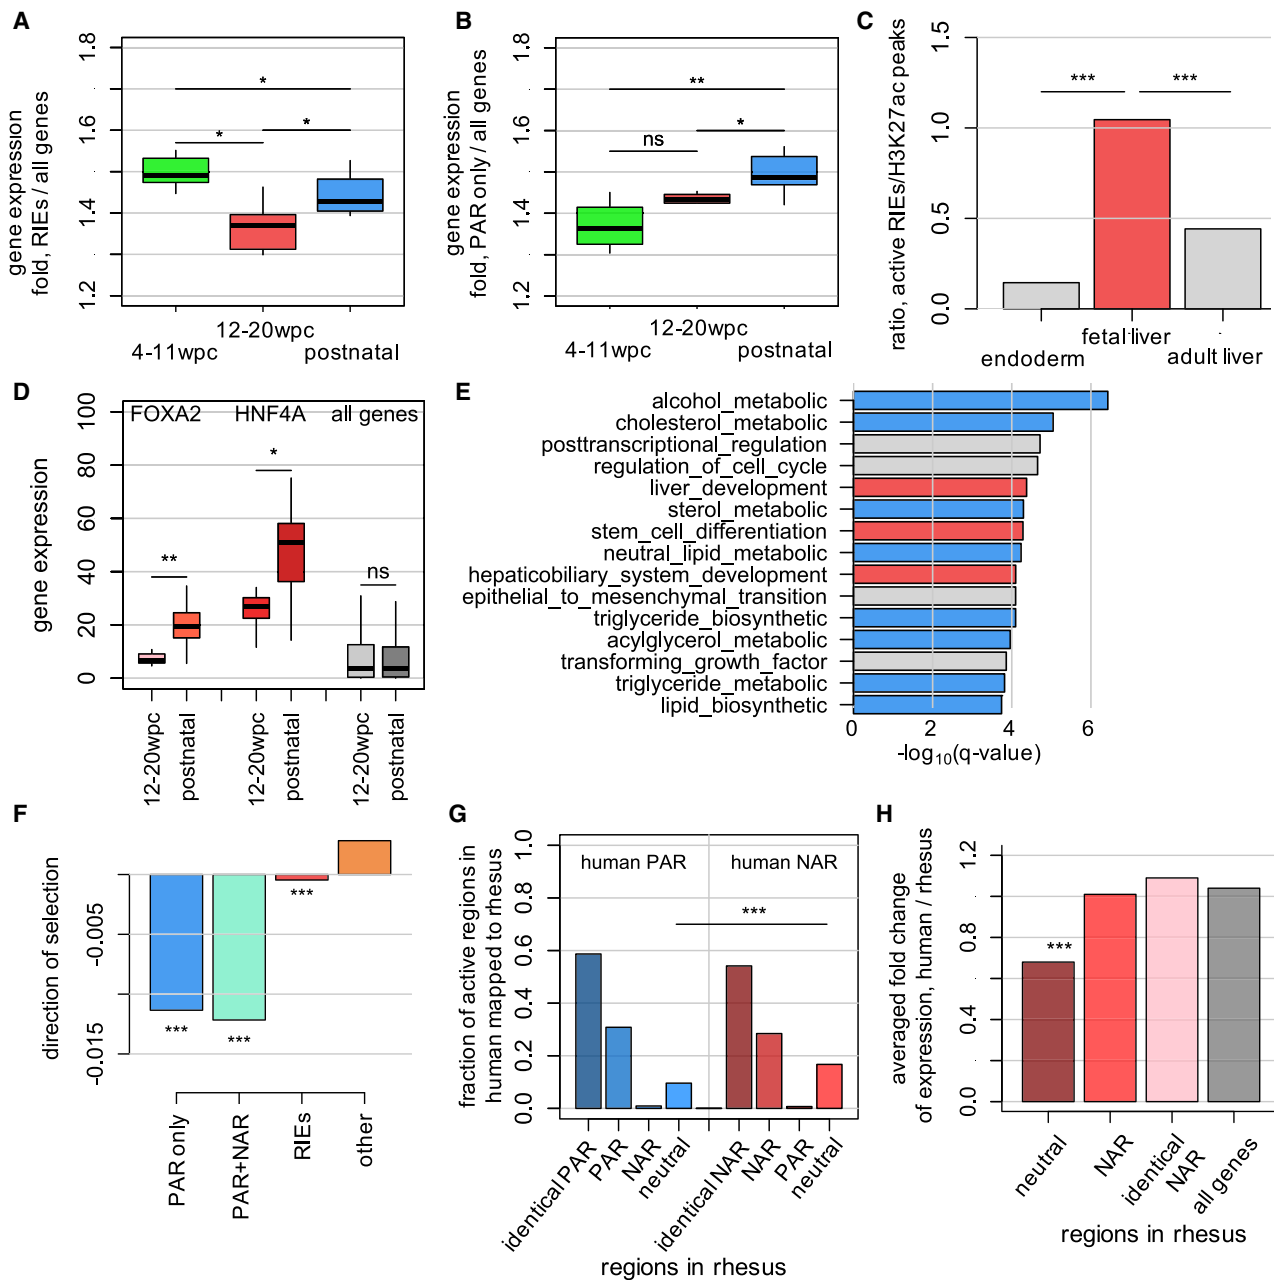 A
gene expression
fold, RIEs / all genes
1.8
1.6
1.4
1.2
*
*
*
4-11wpc
12-20wpc
postnatal
B
gene expression
fold, PAR only / all genes
1.8
1.6
1.4
1.2
**
*
ns
4-11wpc
12-20wpc
postnatal
C
ratio, active RIEs/H3K27ac peaks
1.5
1.0
0.5
0.0
***
***
endoderm
fetal liver
adult liver
D
gene expression
100
80
60
40
20
0
FOXA2
HNF4A
all genes
**
*
ns
12-20wpc
postnatal
12-20wpc
postnatal
12-20wpc
postnatal
E
alcohol_metabolic
cholesterol_metabolic
posttranscriptional_regulation
regulation_of_cell_cycle
liver_development
sterol_metabolic
stem_cell_differentiation
neutral_lipid_metabolic
hepaticobiliary_system_development
epithelial_to_mesenchymal_transition
triglyceride_biosynthetic
acylglycerol_metabolic
transforming_growth_factor
triglyceride_metabolic
lipid_biosynthetic
0 2 4 6
-log10(q-value)
F
direction of selection
-0.005
-0.015
***
***
***
PAR only
PAR+NAR
RIEs
other
G
fraction of active regions in
human mapped to rhesus
1.0
0.8
0.6
0.4
0.2
0.0
human PAR
human NAR
***
identical PAR
PAR
NAR
neutral
identical NAR
NAR
PAR
neutral
regions in rhesus
H
averaged fold change
of expression, human / rhesus
1.2
0.8
0.4
0.0
***
neutral
NAR
identical
NAR
all genes
regions in rhesus